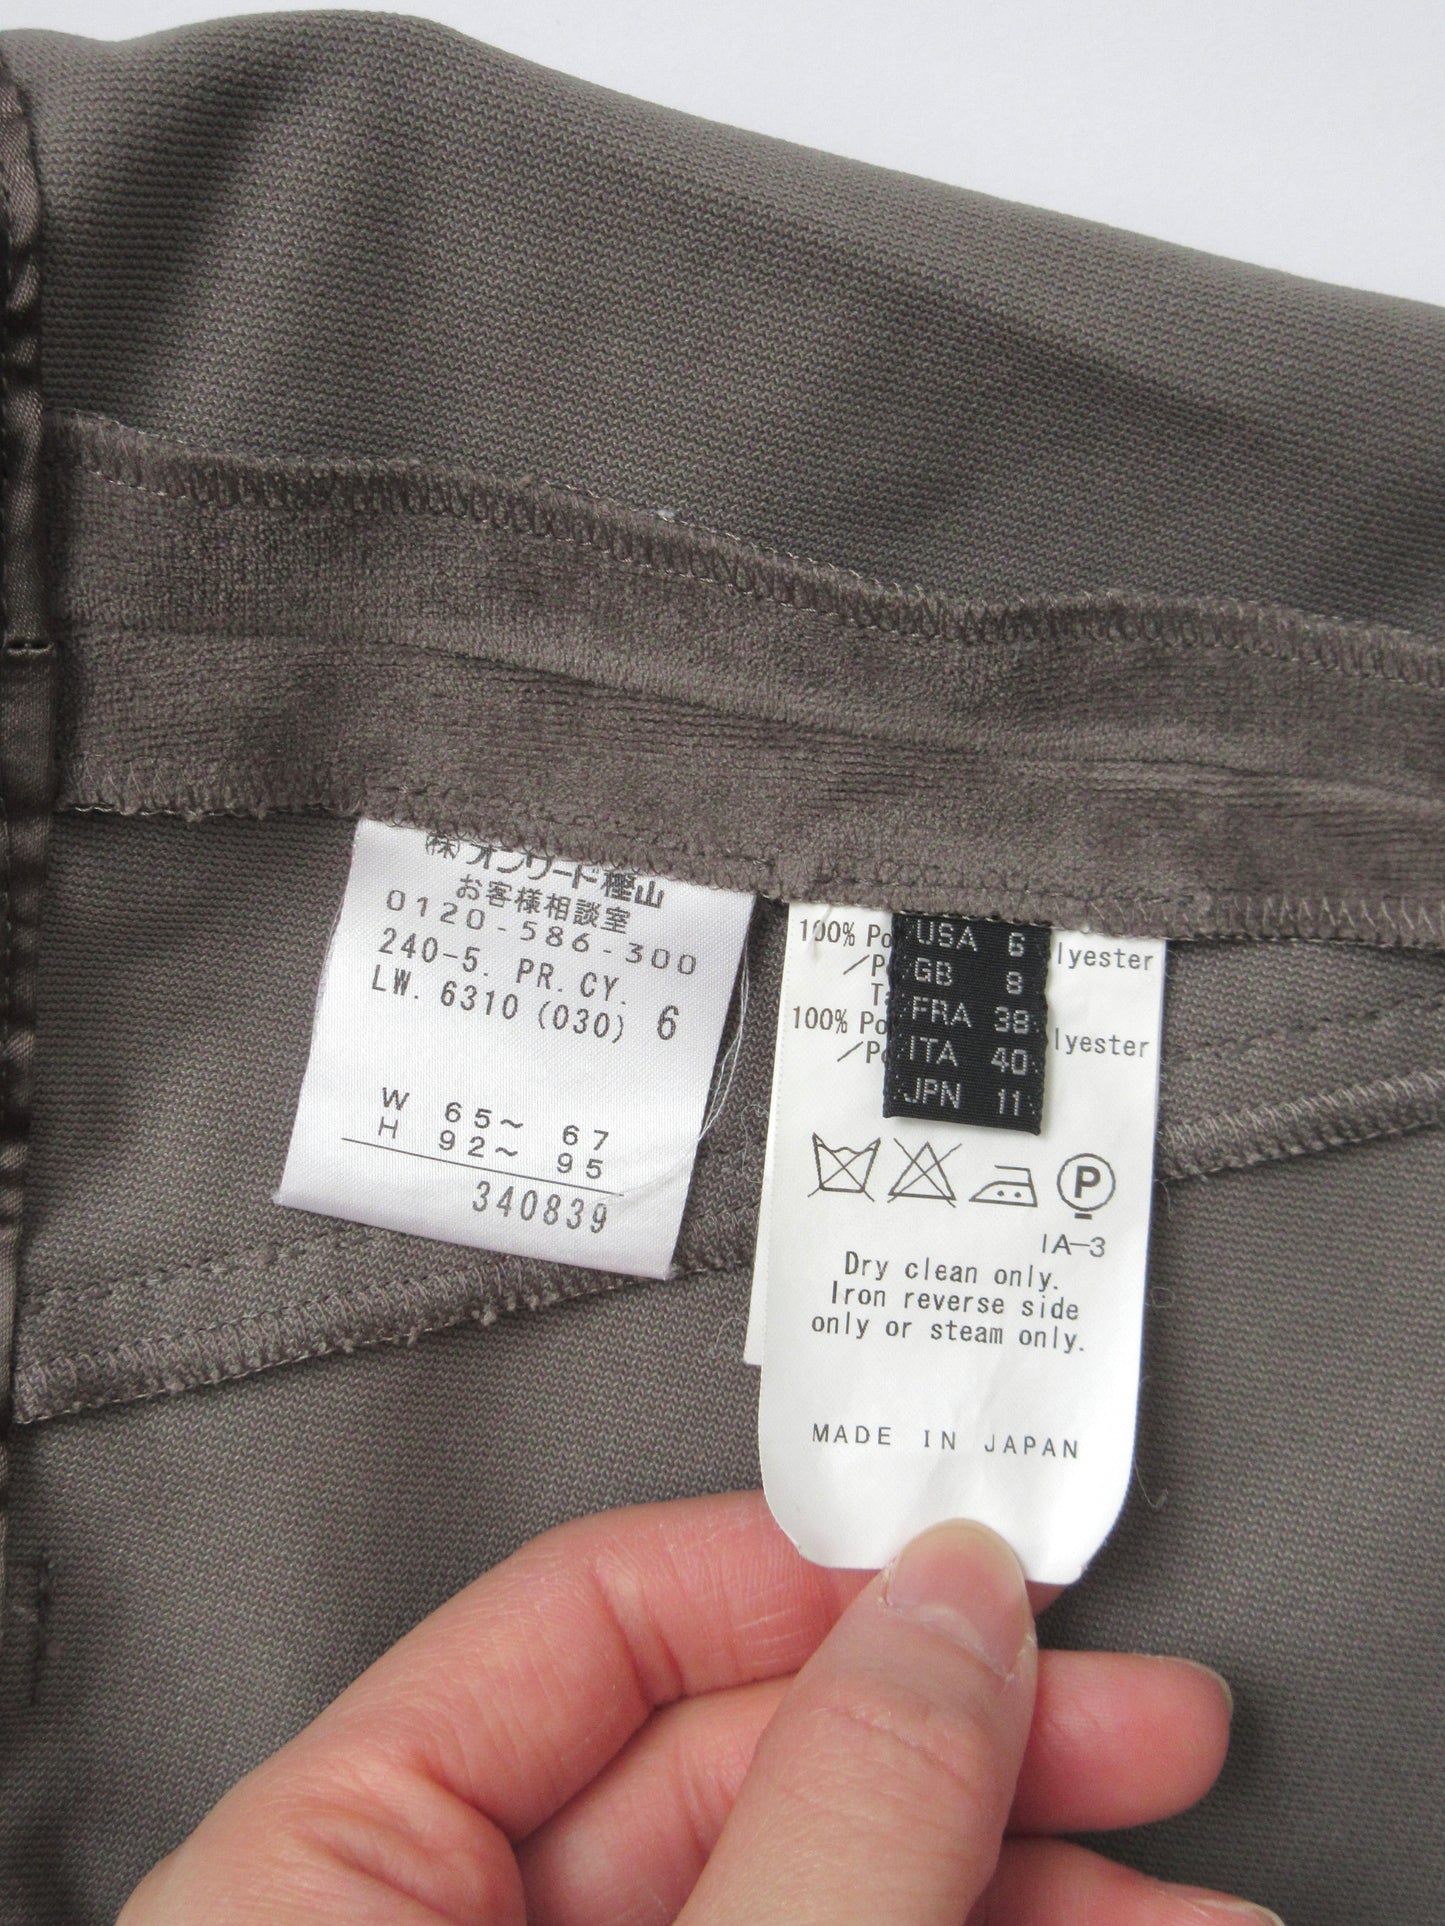 (株)オンワード樫山
お客様相談室
0120-586-300
240-5. PR. CY.
LW. 6310 (030) 6
W 65~ 67
H 92~ 95
340839
100% Po lyester
/P
Ta
100% Po lyester
/Po
USA 6
GB 8
FRA 38
ITA 40
JPN 11
P
IA-3
Dry clean only.
Iron reverse side
only or steam only.
MADE IN JAPAN